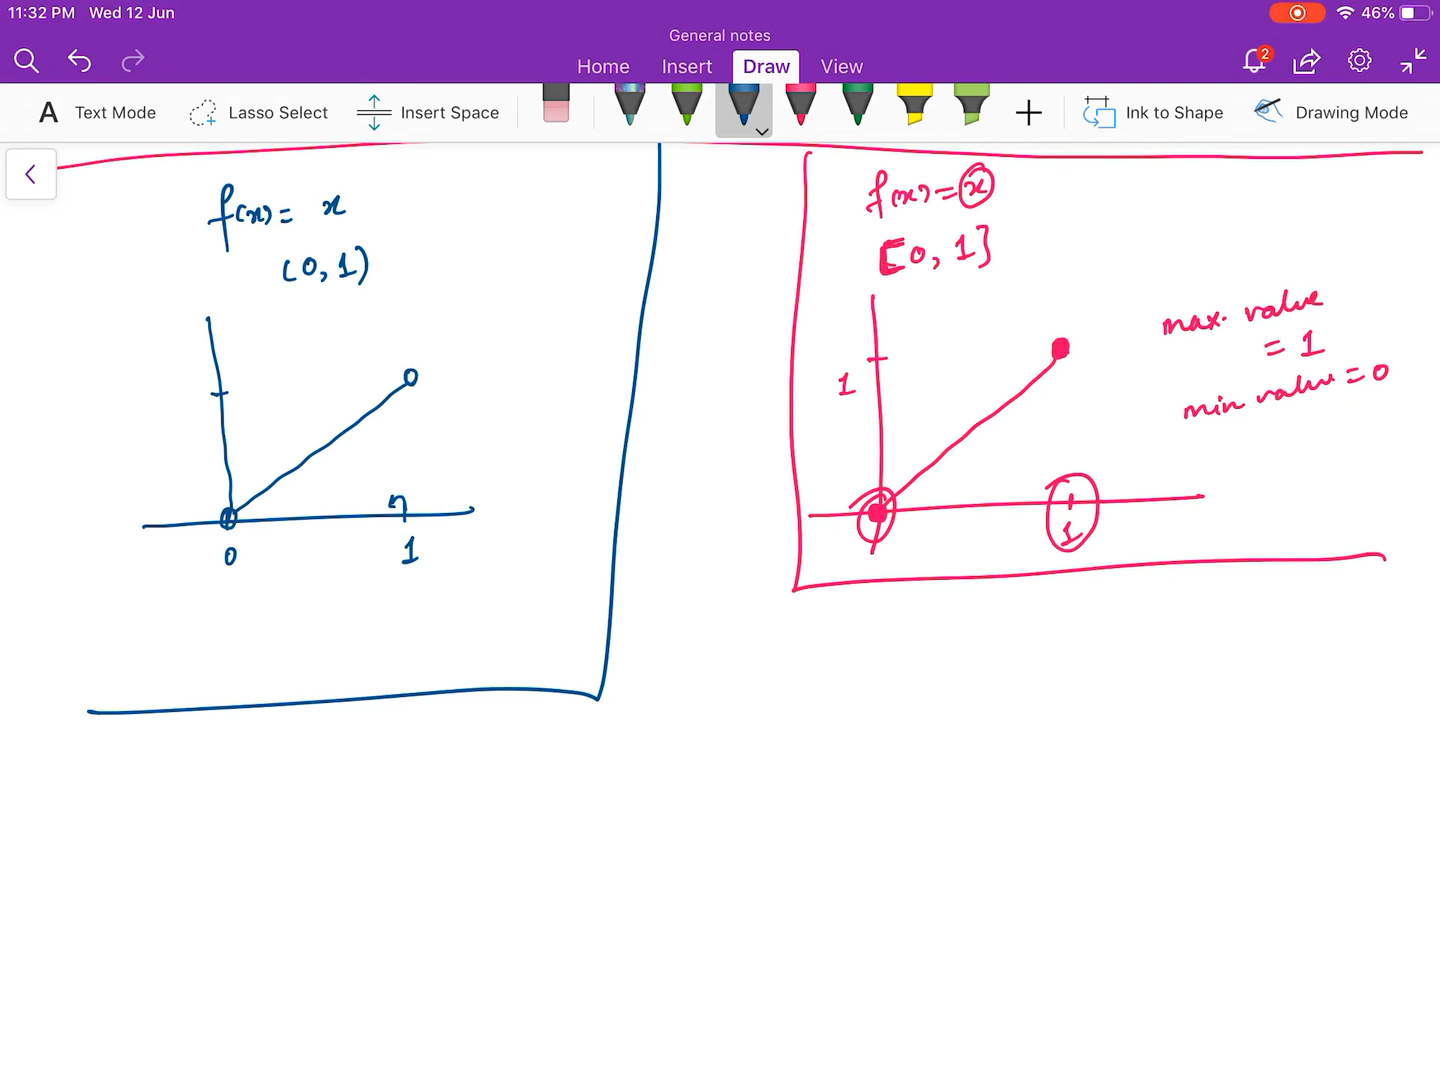 11:32 PM Wed 12 Jun
46%
General notes
Home Insert Draw View
2
A Text Mode Lasso Select Insert Space Ink to Shape Drawing Mode
f(x) = x
(0, 1)
0 1
f(x) = x
[0, 1]
1
1
max. value
= 1
min value = 0